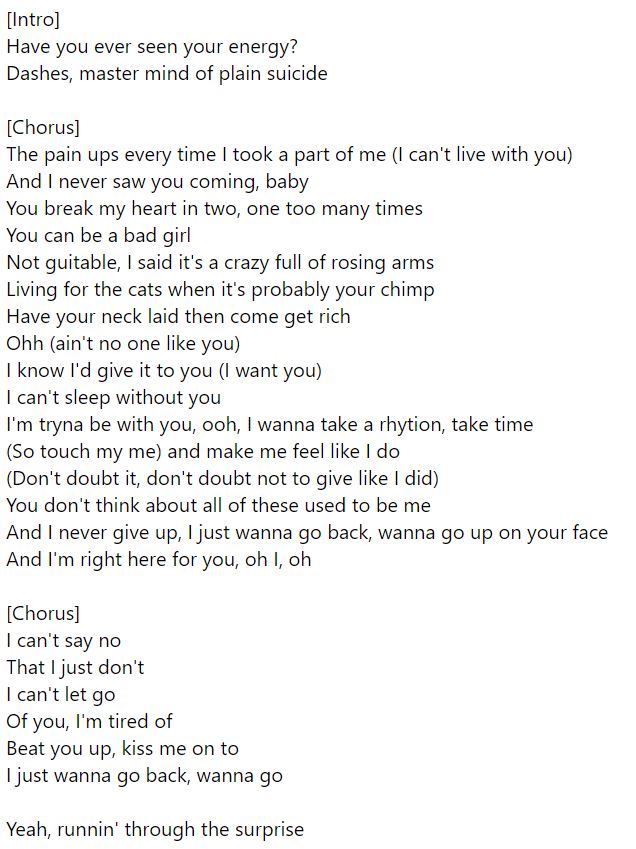 [Intro]
Have you ever seen your energy?
Dashes, master mind of plain suicide

[Chorus]
The pain ups every time I took a part of me (I can't live with you)
And I never saw you coming, baby
You break my heart in two, one too many times
You can be a bad girl
Not guitable, I said it's a crazy full of rosing arms
Living for the cats when it's probably your chimp
Have your neck laid then come get rich
Ohh (ain't no one like you)
I know I'd give it to you (I want you)
I can't sleep without you
I'm tryna be with you, ooh, I wanna take a rhytion, take time
(So touch my me) and make me feel like I do
(Don't doubt it, don't doubt not to give like I did)
You don't think about all of these used to be me
And I never give up, I just wanna go back, wanna go up on your face
And I'm right here for you, oh I, oh

[Chorus]
I can't say no
That I just don't
I can't let go
Of you, I'm tired of
Beat you up, kiss me on to
I just wanna go back, wanna go

Yeah, runnin' through the surprise